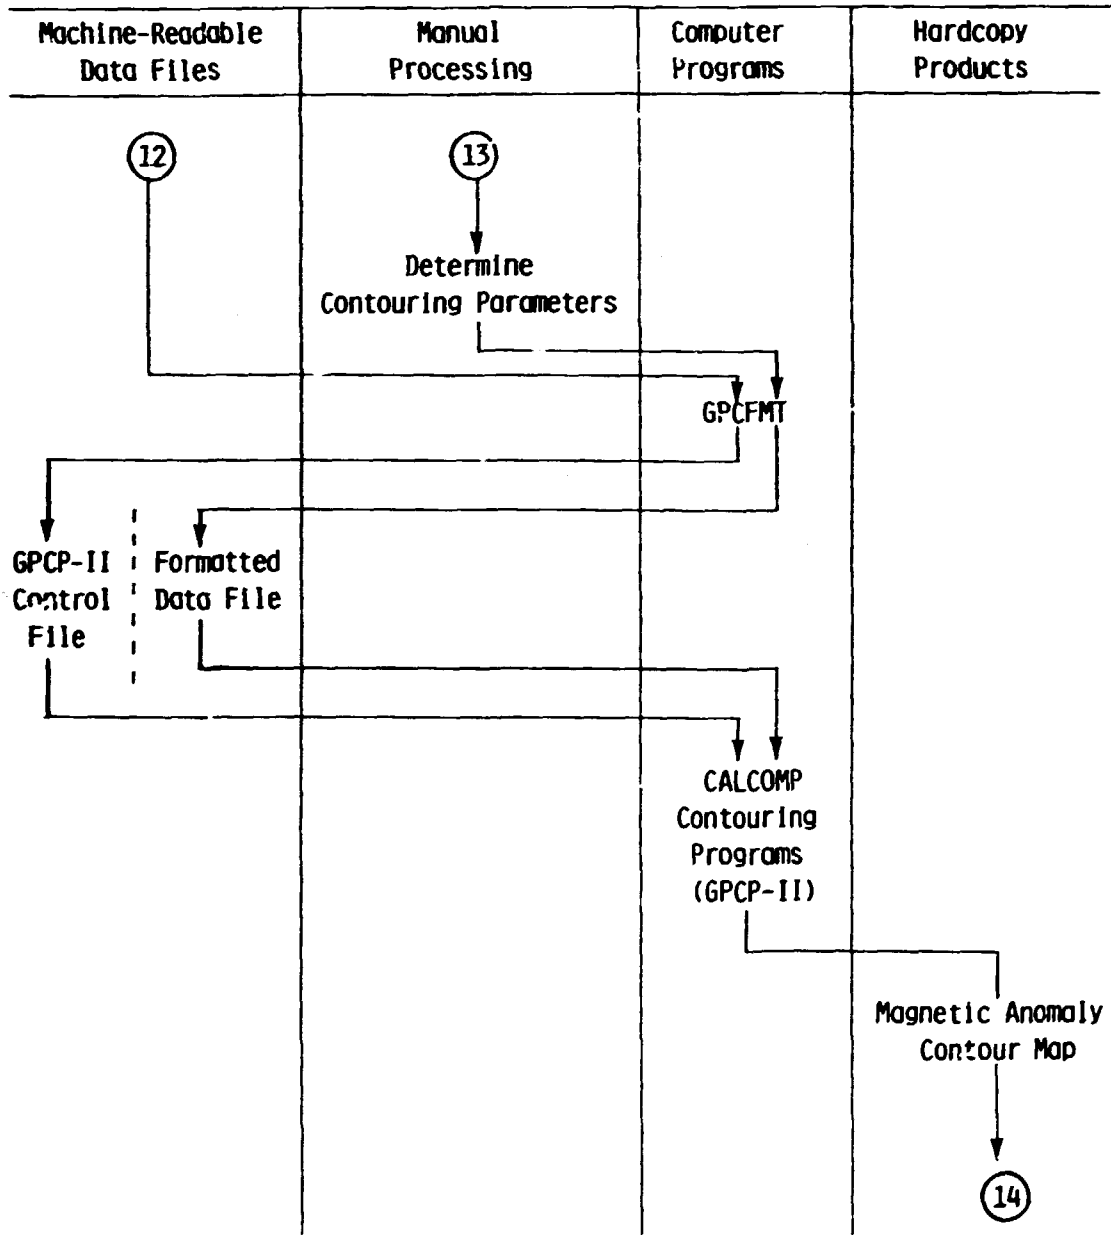 Machine-Readable
Data Files
Manual
Processing
Computer
Programs
Hardcopy
Products
12
13
Determine
Contouring Parameters
GPCFMT
GPCP-II
Control
File
Formatted
Data File
CALCOMP
Contouring
Programs
(GPCP-II)
Magnetic Anomaly
Contour Map
14